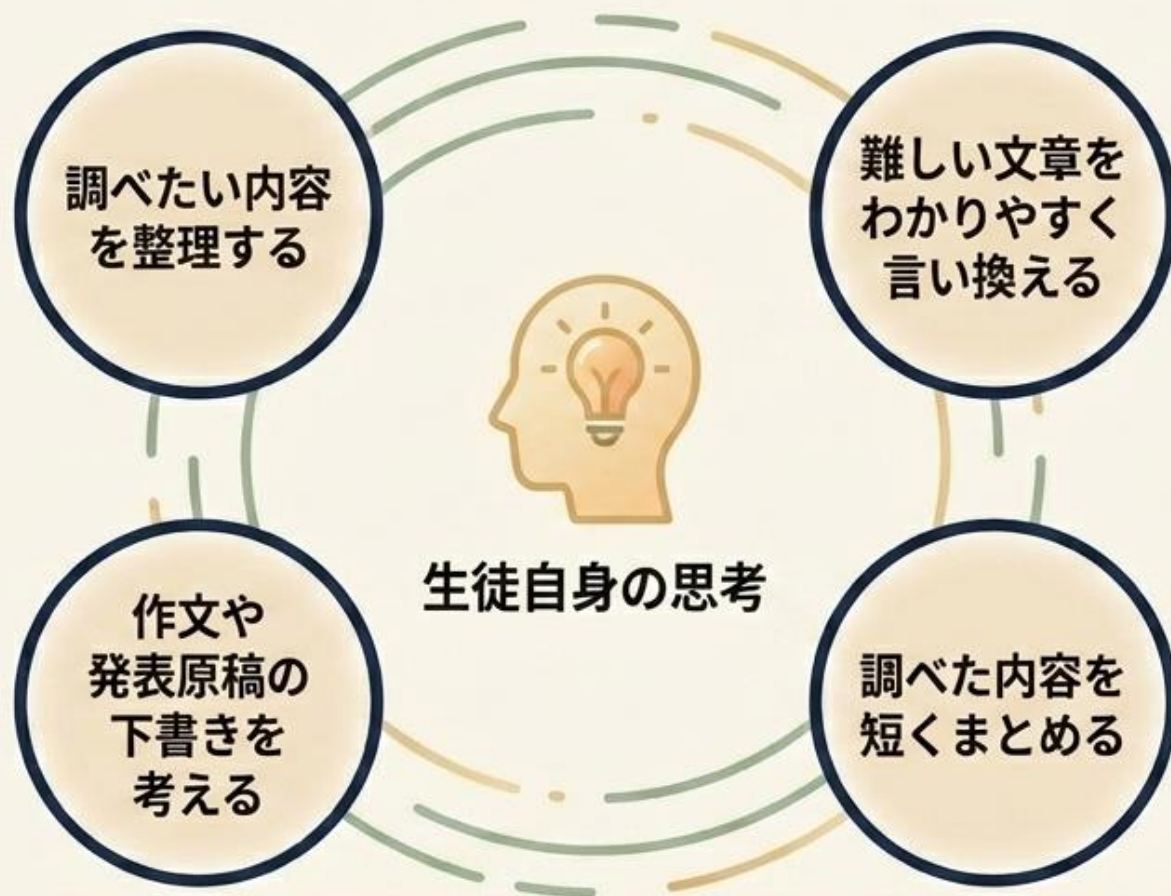 調べたい内容
を整理する
難しい文章を
わかりやすく
言い換える
生徒自身の思考
作文や
発表原稿の
下書きを
考える
調べた内容を
短くまとめる